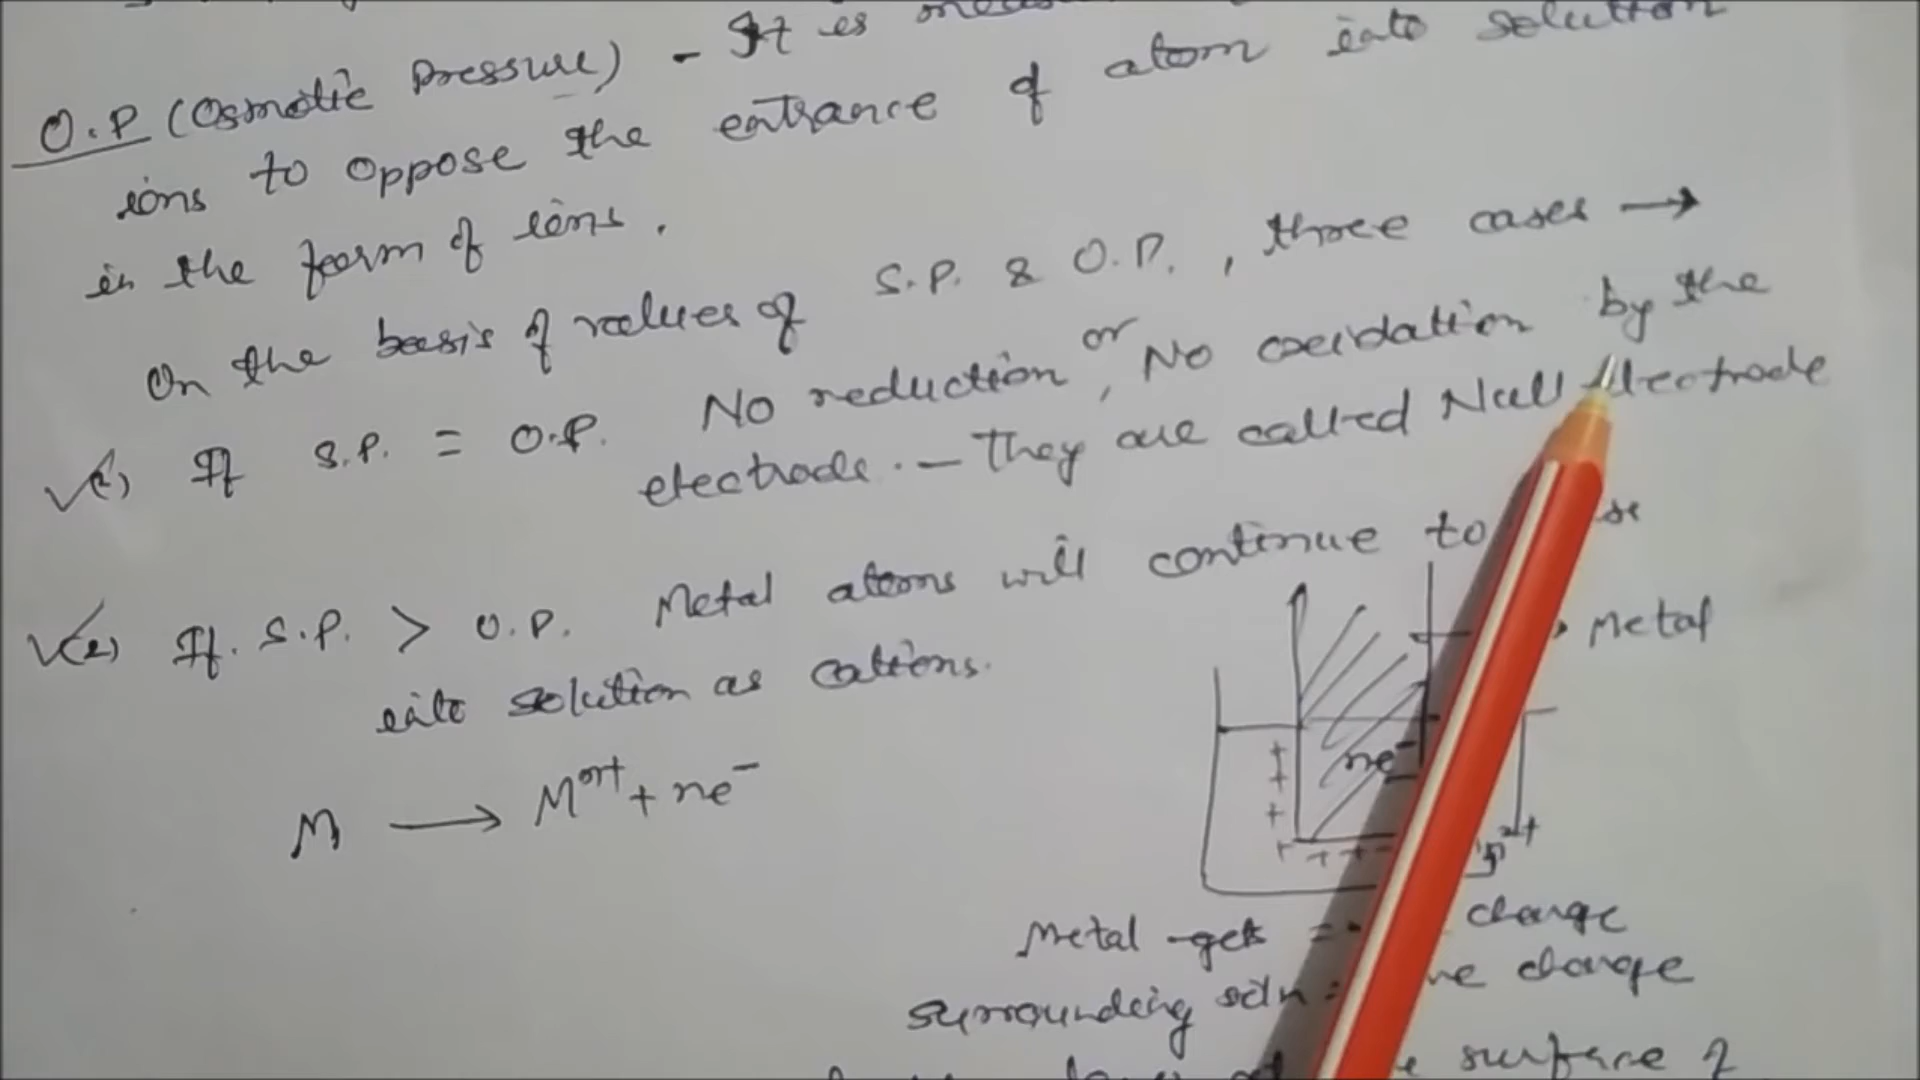 O.P (Osmotic Pressure) - It is
ions to oppose the entrance of atom into solution
in the form of ions.
On the basis of values of S.P. & O.P., three cases →
(1) If S.P. = O.P. No reduction or, No oxidation by the
electrode. - They are called Null electrode
(2) If. S.P. > O.P. Metal atoms will continue to
into solution as cations.
Metal
ne⁻
M → Mⁿ⁺ + ne⁻
Metal gets = charge
surrounding soln = ve charge
surface of